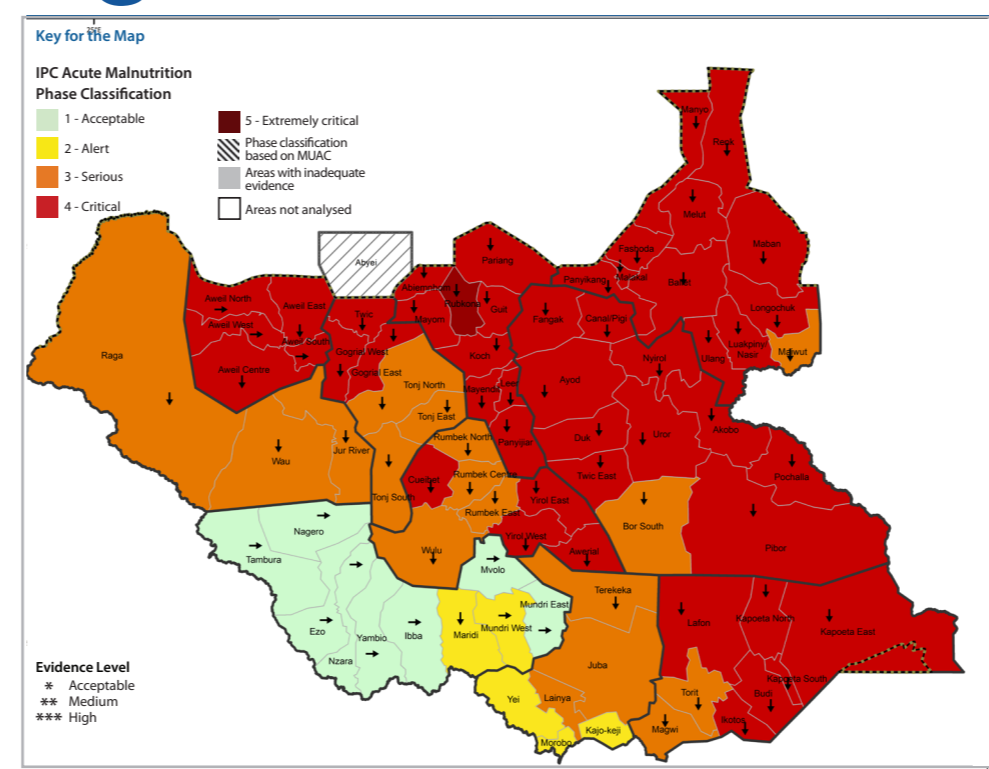 25°E
Key for the Map
IPC Acute Malnutrition
Phase Classification
1 - Acceptable
2 - Alert
3 - Serious
4 - Critical
5 - Extremely critical
Phase classification
based on MUAC
Areas with inadequate
evidence
Areas not analysed
Manyo
Renk
Melut
Maban
Fashoda
Malakal
Baliet
Panyikang
Longochuk
Luakpiny/
Nasir
Maiwut
Ulang
Abyei
Pariang
Abiemnhom
Rubkona
Guit
Mayom
Koch
Mayendit
Leer
Panyijiar
Fangak
Canal/Pigi
Nyirol
Ayod
Duk
Uror
Akobo
Twic East
Pochalla
Bor South
Pibor
Aweil North
Aweil East
Aweil West
Aweil South
Aweil Centre
Twic
Gogrial West
Gogrial East
Tonj North
Tonj East
Tonj South
Raga
Wau
Jur River
Rumbek North
Cueibet
Rumbek Centre
Rumbek East
Wulu
Yirol East
Yirol West
Awerial
Nagero
Tambura
Ezo
Yambio
Nzara
Ibba
Maridi
Mvolo
Mundri West
Mundri East
Terekeka
Juba
Lainya
Yei
Morobo
Kajo-keji
Lafon
Kapoeta North
Kapoeta East
Kapoeta South
Budi
Torit
Magwi
Ikotos
Evidence Level
* Acceptable
** Medium
*** High